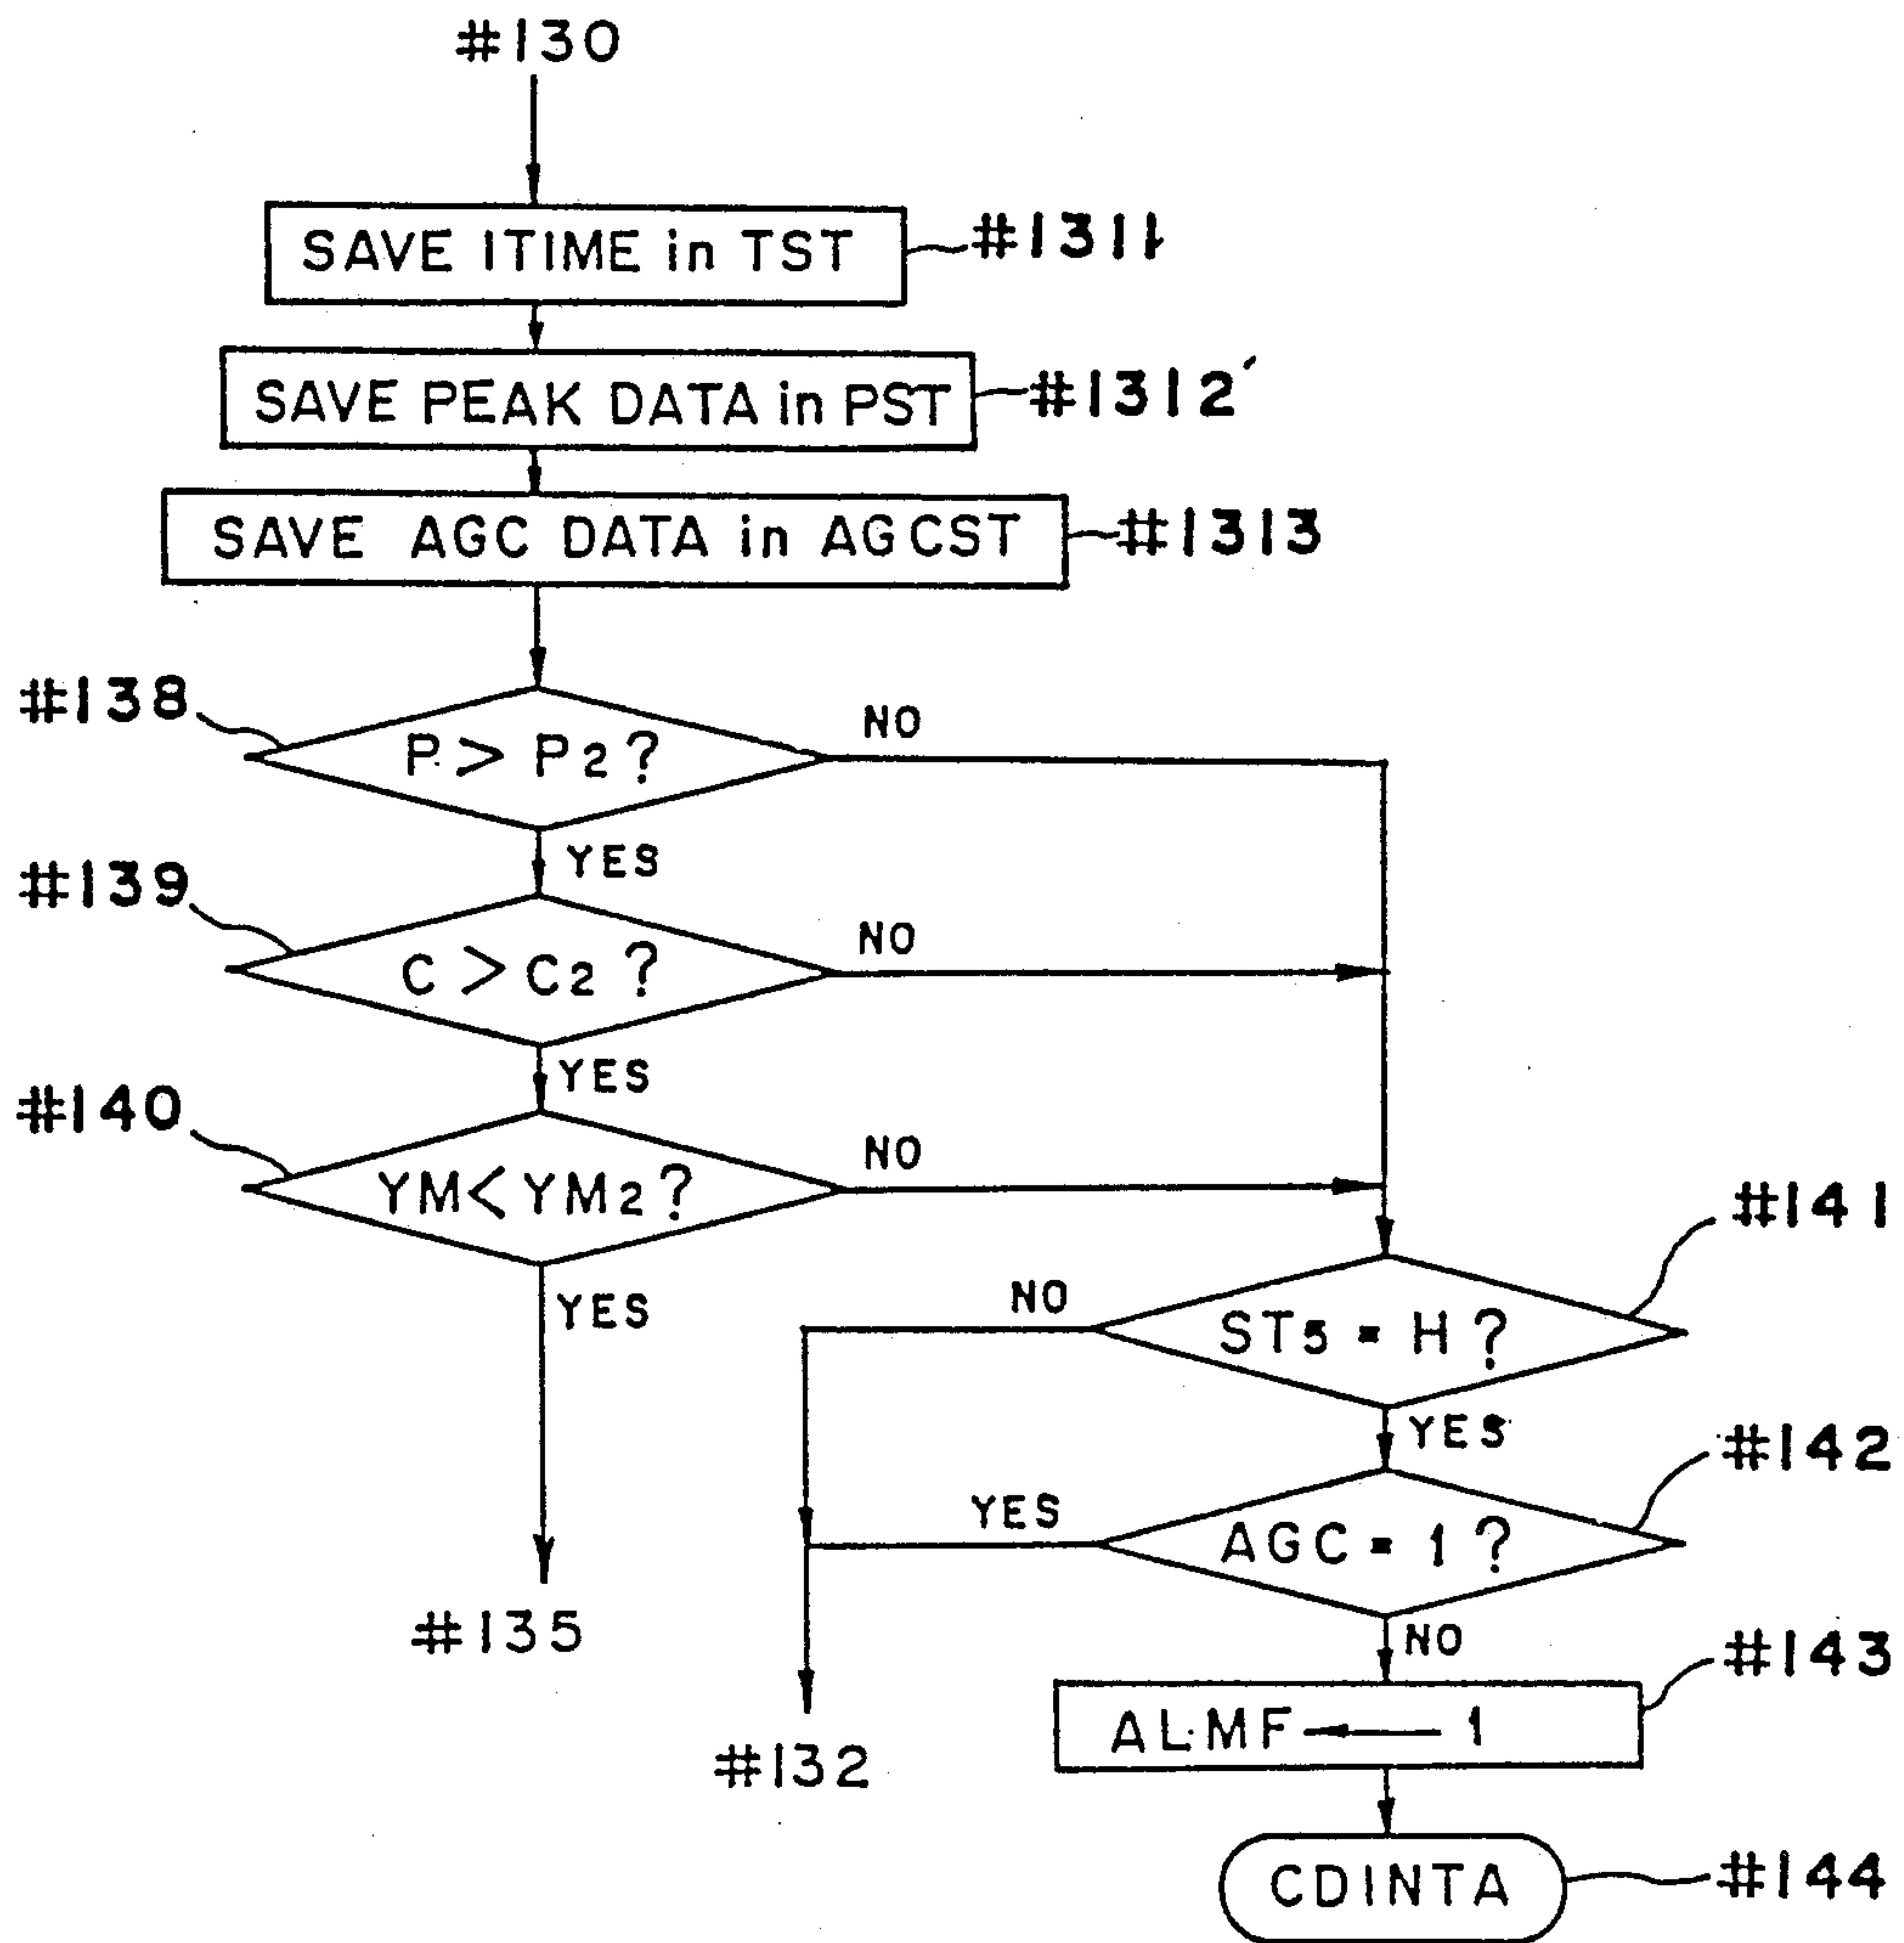 #130
SAVE ITIME in TST
#1311
SAVE PEAK DATA in PST
#1312
SAVE AGC DATA in AGCST
#1313
#138
P > P2 ?
NO
YES
#139
C > C2 ?
NO
YES
#140
YM < YM2 ?
NO
YES
#135
#141
ST5 = H ?
NO
YES
#142
AGC = 1 ?
YES
NO
#132
#143
ALMF ← 1
CDINTA
#144